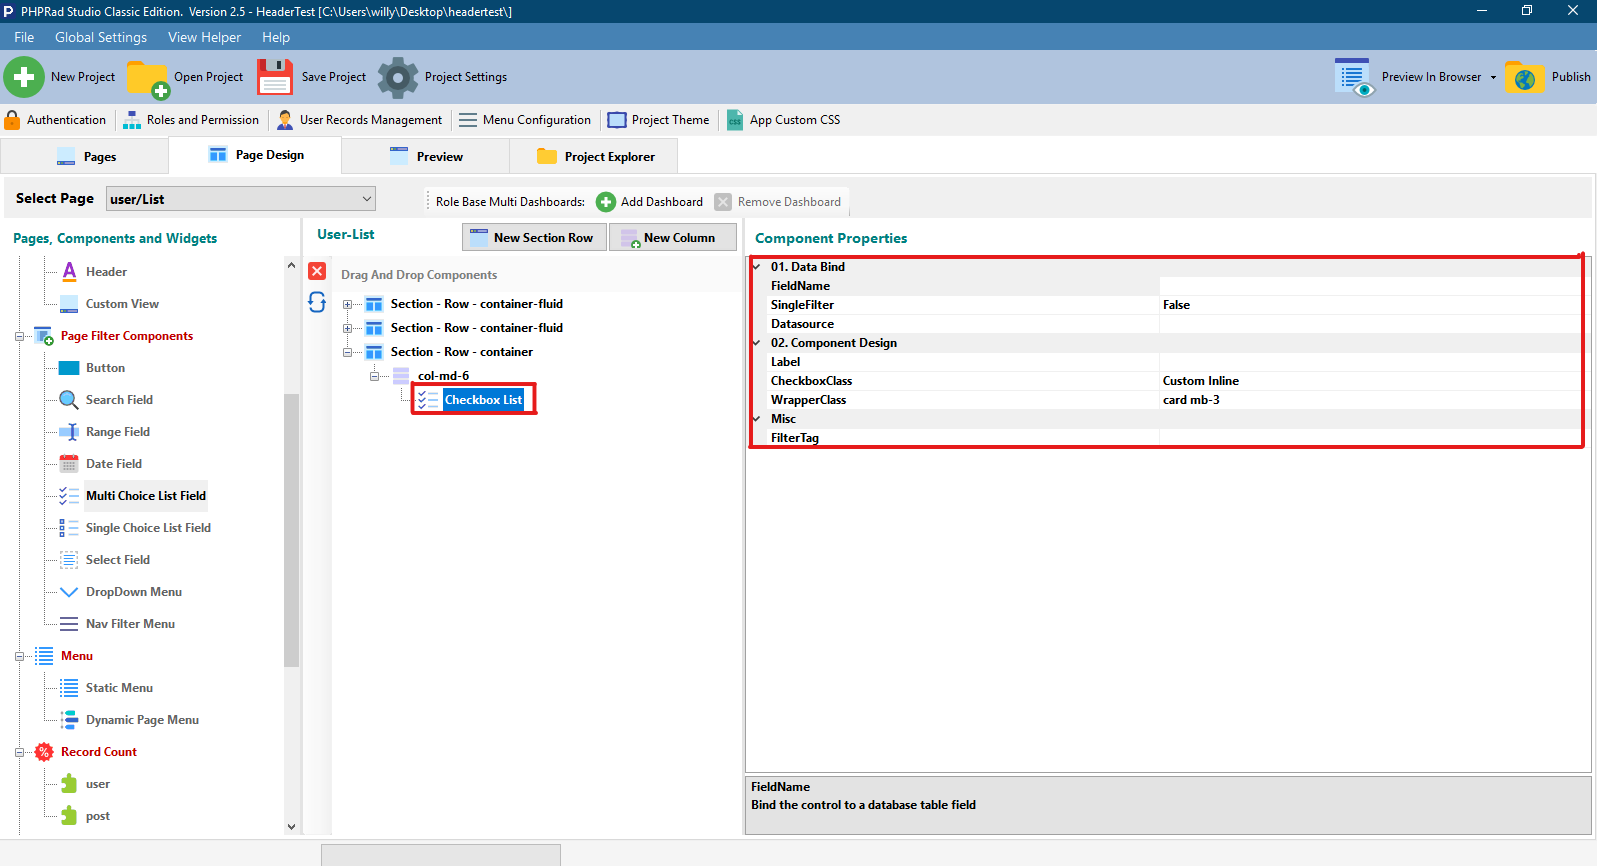 PHPRad Studio Classic Edition.  Version 2.5 - HeaderTest [C:\Users\willy\Desktop\headertest\]
File Global Settings View Helper Help
New Project Open Project Save Project Project Settings Preview In Browser Publish
Authentication Roles and Permission User Records Management Menu Configuration Project Theme CSS App Custom CSS
Pages Page Design Preview Project Explorer
Select Page user/List Role Base Multi Dashboards: Add Dashboard Remove Dashboard
Pages, Components and Widgets
Header
Custom View
Page Filter Components
Button
Search Field
Range Field
Date Field
Multi Choice List Field
Single Choice List Field
Select Field
DropDown Menu
Nav Filter Menu
Menu
Static Menu
Dynamic Page Menu
Record Count
user
post
User-List New Section Row New Column
Drag And Drop Components
Section - Row - container-fluid
Section - Row - container-fluid
Section - Row - container
col-md-6
Checkbox List
Component Properties
01. Data Bind
FieldName
SingleFilter False
Datasource
02. Component Design
Label
CheckboxClass Custom Inline
WrapperClass card mb-3
Misc
FilterTag
FieldName
Bind the control to a database table field